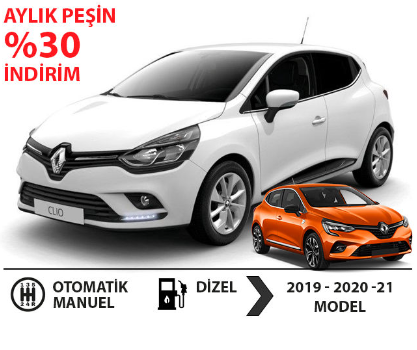 AYLIK PEŞİN
%30
İNDİRİM
CLIO
OTOMATİK
MANUEL
DİZEL
2019 - 2020 -21
MODEL